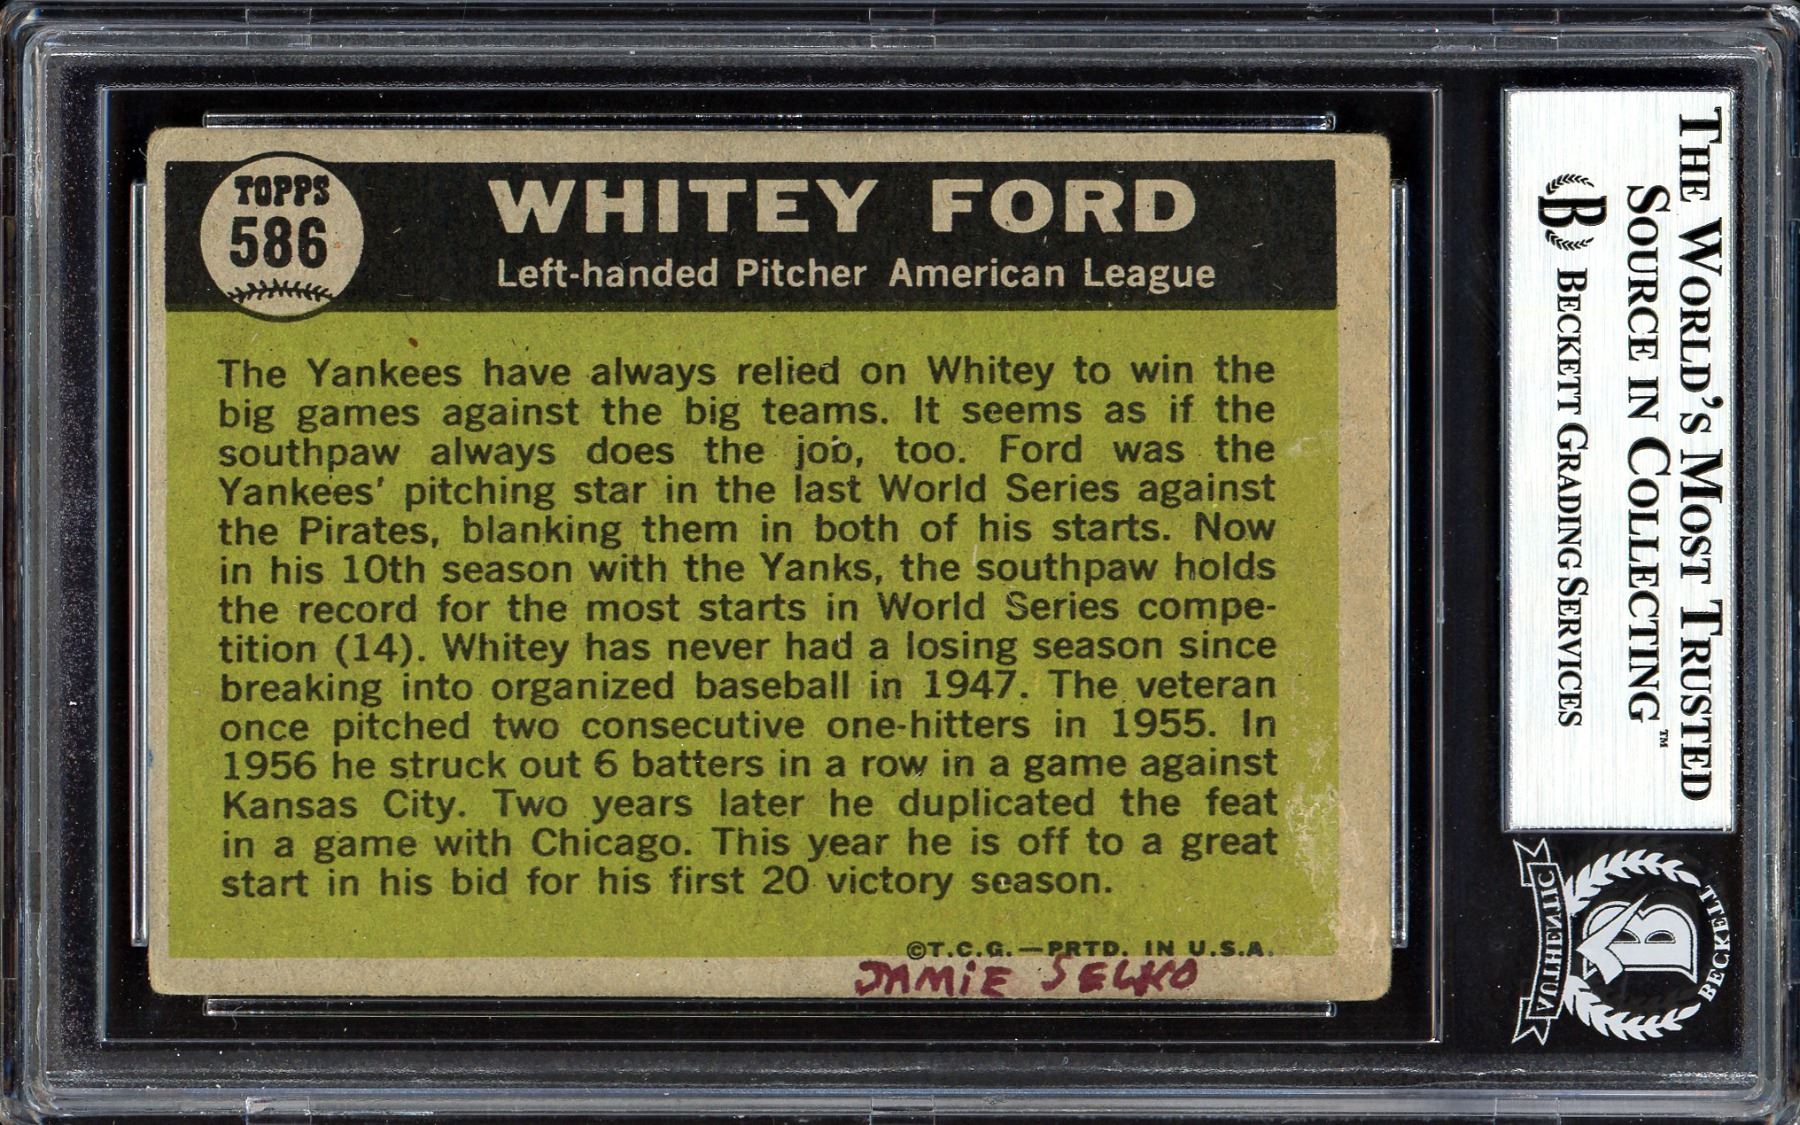 TOPPS
586
WHITEY FORD
Left-handed Pitcher American League
The Yankees have always relied on Whitey to win the
big games against the big teams. It seems as if the
southpaw always does the job, too. Ford was the
Yankees' pitching star in the last World Series against
the Pirates, blanking them in both of his starts. Now
in his 10th season with the Yanks, the southpaw holds
the record for the most starts in World Series compe-
tition (14). Whitey has never had a losing season since
breaking into organized baseball in 1947. The veteran
once pitched two consecutive one-hitters in 1955. In
1956 he struck out 6 batters in a row in a game against
Kansas City. Two years later he duplicated the feat
in a game with Chicago. This year he is off to a great
start in his bid for his first 20 victory season.
©T.C.G.—PRTD. IN U.S.A.
JAMiE SELKO
THE WORLD'S MOST TRUSTED
SOURCE IN COLLECTING™
B BECKETT GRADING SERVICES
AUTHENTIC
B
BECKETT